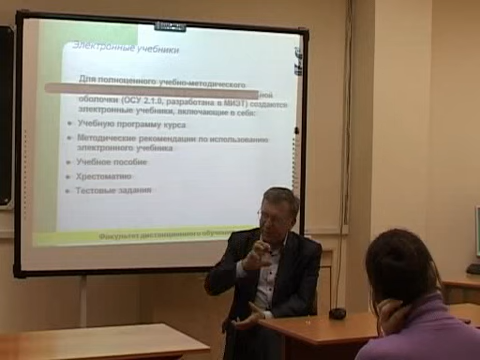 Электронные учебники
Для полноценного учебно-методического
ной
оболочки (ОСУ 2.1.0, разработана в МИЭТ) создаются
электронные учебники, включающие в себя:
Учебную программу курса
Методические рекомендации по использованию
электронного учебника
Учебное пособие
Хрестоматию
Тестовые задания
Факультет дистанционного обучения